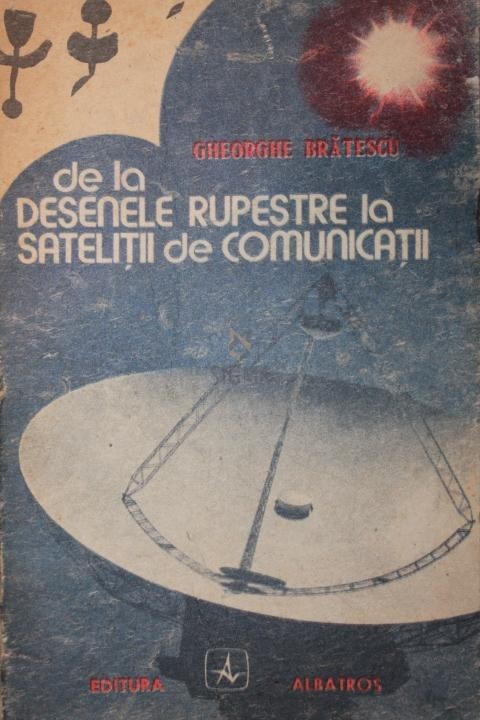 GHEORGHE BRĂTESCU
de la
DESENELE RUPESTRE la
SATELIȚII de COMUNICAȚII
EDITURA ALBATROS